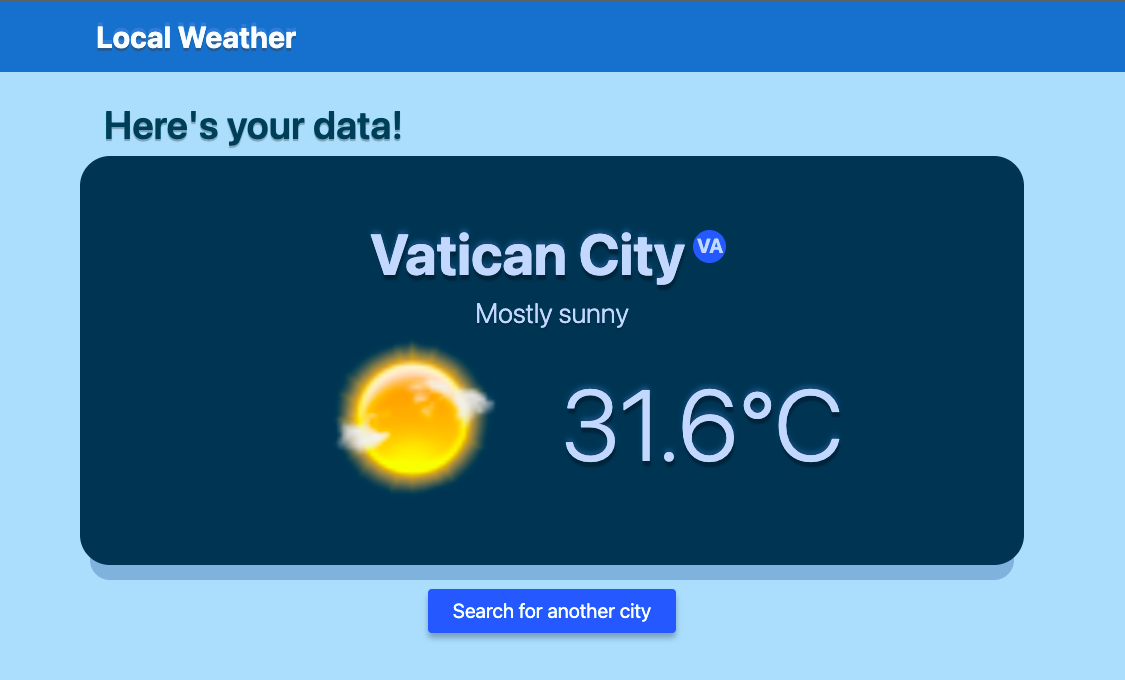 Local Weather
Here's your data!
Vatican City VA
Mostly sunny
31.6°C
Search for another city